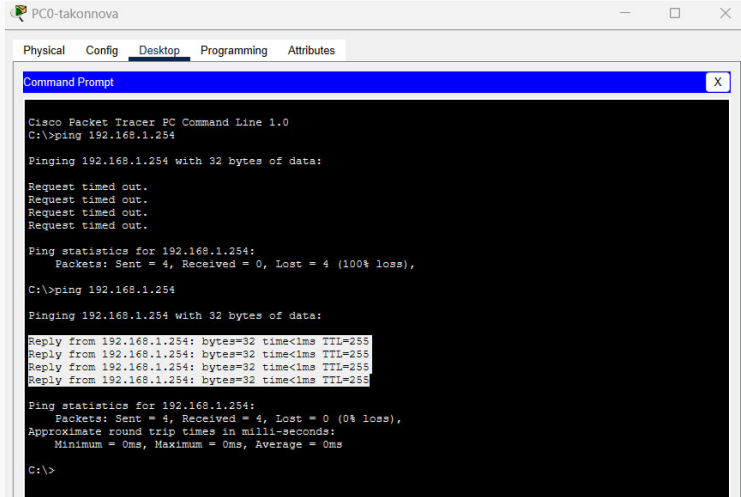 PC0-takonnova
Physical Config Desktop Programming Attributes
Command Prompt X
Cisco Packet Tracer PC Command Line 1.0
C:\>ping 192.168.1.254
Pinging 192.168.1.254 with 32 bytes of data:
Request timed out.
Request timed out.
Request timed out.
Request timed out.
Ping statistics for 192.168.1.254:
Packets: Sent = 4, Received = 0, Lost = 4 (100% loss),
C:\>ping 192.168.1.254
Pinging 192.168.1.254 with 32 bytes of data:
Reply from 192.168.1.254: bytes=32 time<1ms TTL=255
Reply from 192.168.1.254: bytes=32 time<1ms TTL=255
Reply from 192.168.1.254: bytes=32 time<1ms TTL=255
Reply from 192.168.1.254: bytes=32 time<1ms TTL=255
Ping statistics for 192.168.1.254:
Packets: Sent = 4, Received = 4, Lost = 0 (0% loss),
Approximate round trip times in milli-seconds:
Minimum = 0ms, Maximum = 0ms, Average = 0ms
C:\>